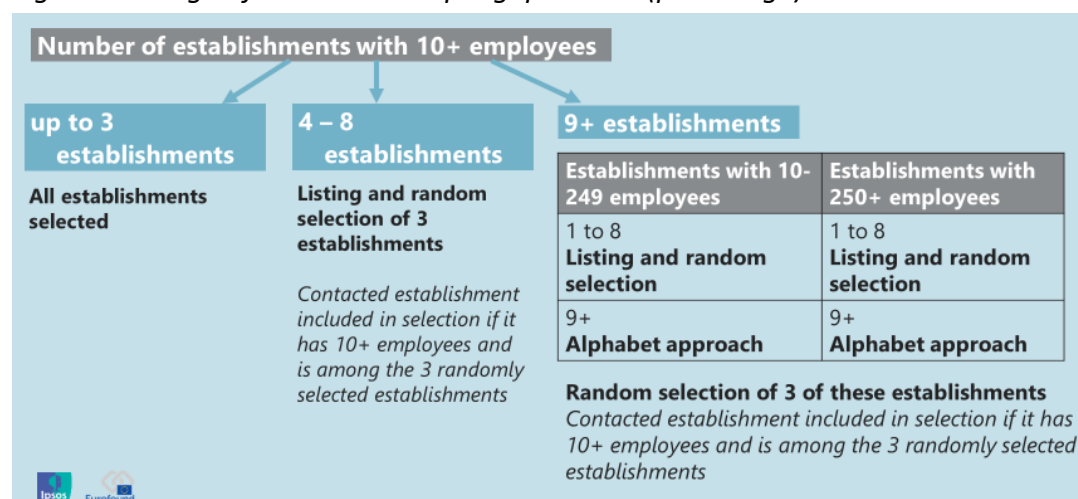 Number of establishments with 10+ employees
up to 3
establishments
All establishments
selected
4 – 8
establishments
Listing and random
selection of 3
establishments
Contacted establishment
included in selection if it
has 10+ employees and
is among the 3 randomly
selected establishments
9+ establishments
Establishments with 10-
249 employees
Establishments with
250+ employees
1 to 8
Listing and random
selection
1 to 8
Listing and random
selection
9+
Alphabet approach
9+
Alphabet approach
Random selection of 3 of these establishments
Contacted establishment included in selection if it has
10+ employees and is among the 3 randomly selected
establishments
Ipsos
Eurofound